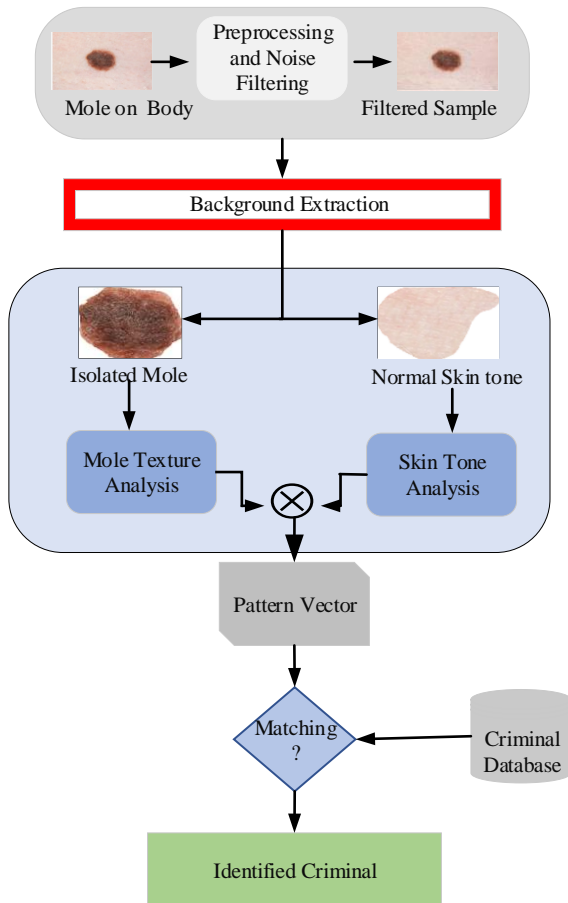 Preprocessing
and Noise
Filtering
Mole on Body
Filtered Sample
Background Extraction
Isolated Mole
Normal Skin tone
Mole Texture
Analysis
Skin Tone
Analysis
Pattern Vector
Matching
?
Criminal
Database
Identified Criminal